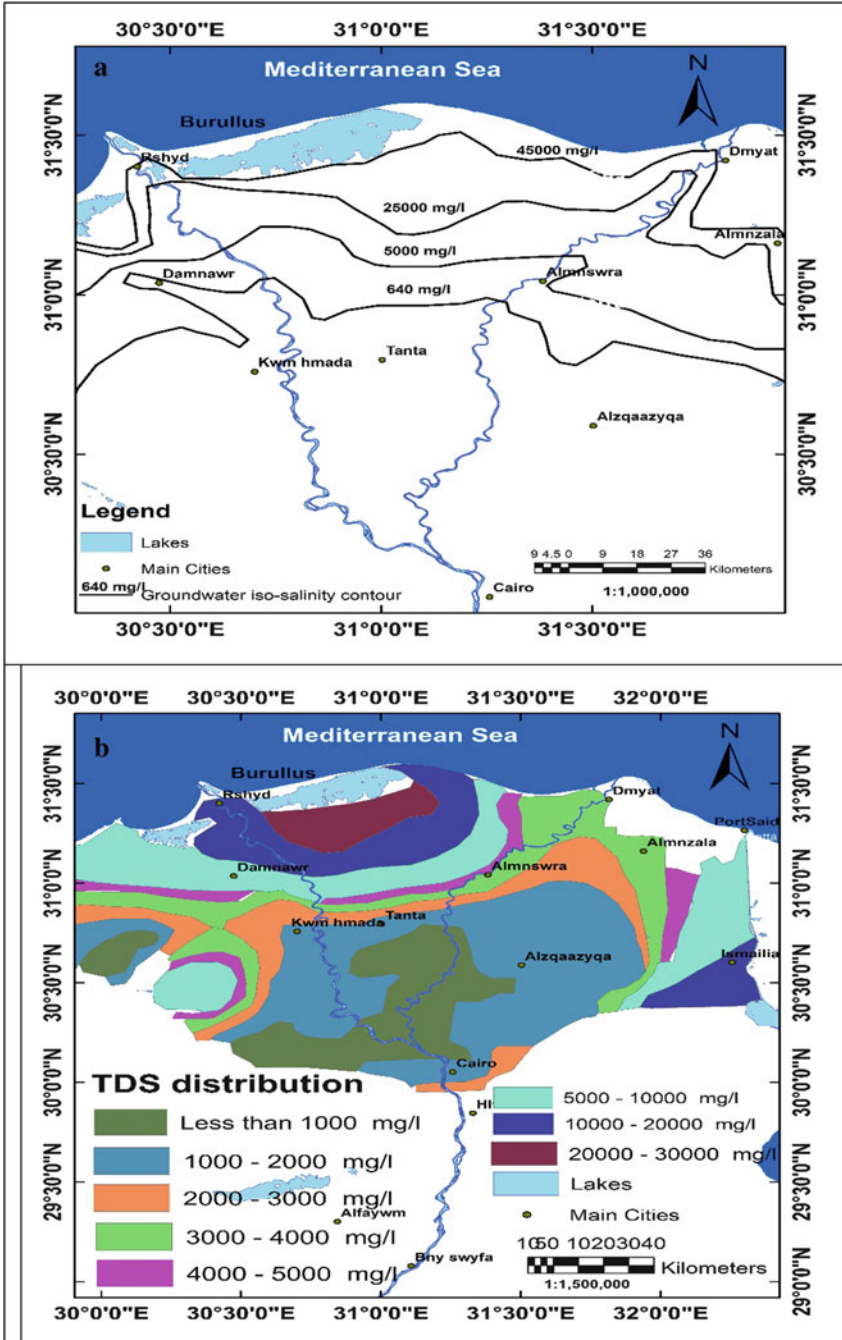 30°30'0"E 31°0'0"E 31°30'0"E
a
Mediterranean Sea
N
Burullus
31°30'0"N
31°30'0"N
Rshyd
45000 mg/l
Dmyat
25000 mg/l
5000 mg/l
Almnzala
Damnawr
640 mg/l
Almnswra
31°0'0"N
31°0'0"N
Kwm hmada
Tanta
Alzqaazyqa
30°30'0"N
30°30'0"N
Legend
Lakes
Main Cities
640 mg/l Groundwater iso-salinity contour
9 4.5 0 9 18 27 36
Kilometers
1:1,000,000
Cairo
30°30'0"E 31°0'0"E 31°30'0"E
30°0'0"E 30°30'0"E 31°0'0"E 31°30'0"E 32°0'0"E
b
Mediterranean Sea
N
Burullus
31°30'0"N
31°30'0"N
Rshyd
Dmyat
PortSaid
Almnzala
Damnawr
Almnswra
31°0'0"N
31°0'0"N
Kwm hmada
Tanta
Alzqaazyqa
Ismailia
30°30'0"N
30°30'0"N
Cairo
30°0'0"N
30°0'0"N
TDS distribution
Less than 1000 mg/l
1000 - 2000 mg/l
2000 - 3000 mg/l
3000 - 4000 mg/l
4000 - 5000 mg/l
5000 - 10000 mg/l
10000 - 20000 mg/l
20000 - 30000 mg/l
Lakes
Main Cities
29°30'0"N
29°30'0"N
Alfaywm
Bny swyfa
10 5 0 10 20 30 40
Kilometers
1:1,500,000
29°0'0"N
29°0'0"N
30°0'0"E 30°30'0"E 31°0'0"E 31°30'0"E 32°0'0"E